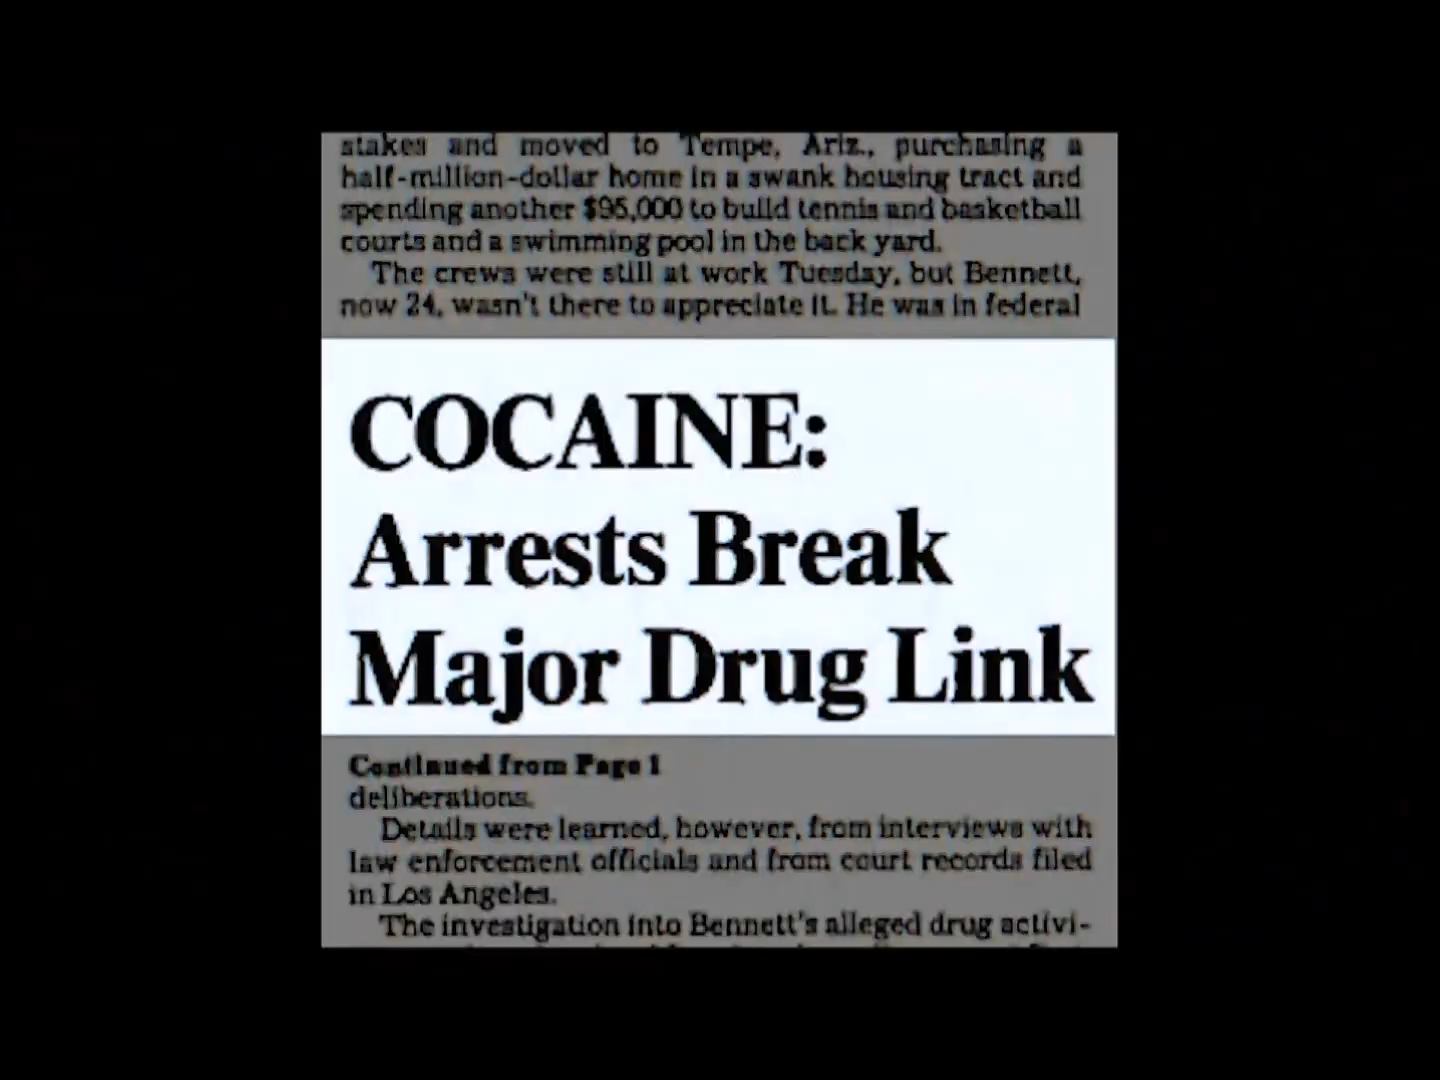 stakes and moved to Tempe, Ariz., purchasing a
half-million-dollar home in a swank housing tract and
spending another $95,000 to build tennis and basketball
courts and a swimming pool in the back yard.
The crews were still at work Tuesday, but Bennett,
now 24, wasn't there to appreciate it. He was in federal
COCAINE:
Arrests Break
Major Drug Link
Continued from Page 1
deliberations.
Details were learned, however, from interviews with
law enforcement officials and from court records filed
in Los Angeles.
The investigation into Bennett's alleged drug activi-